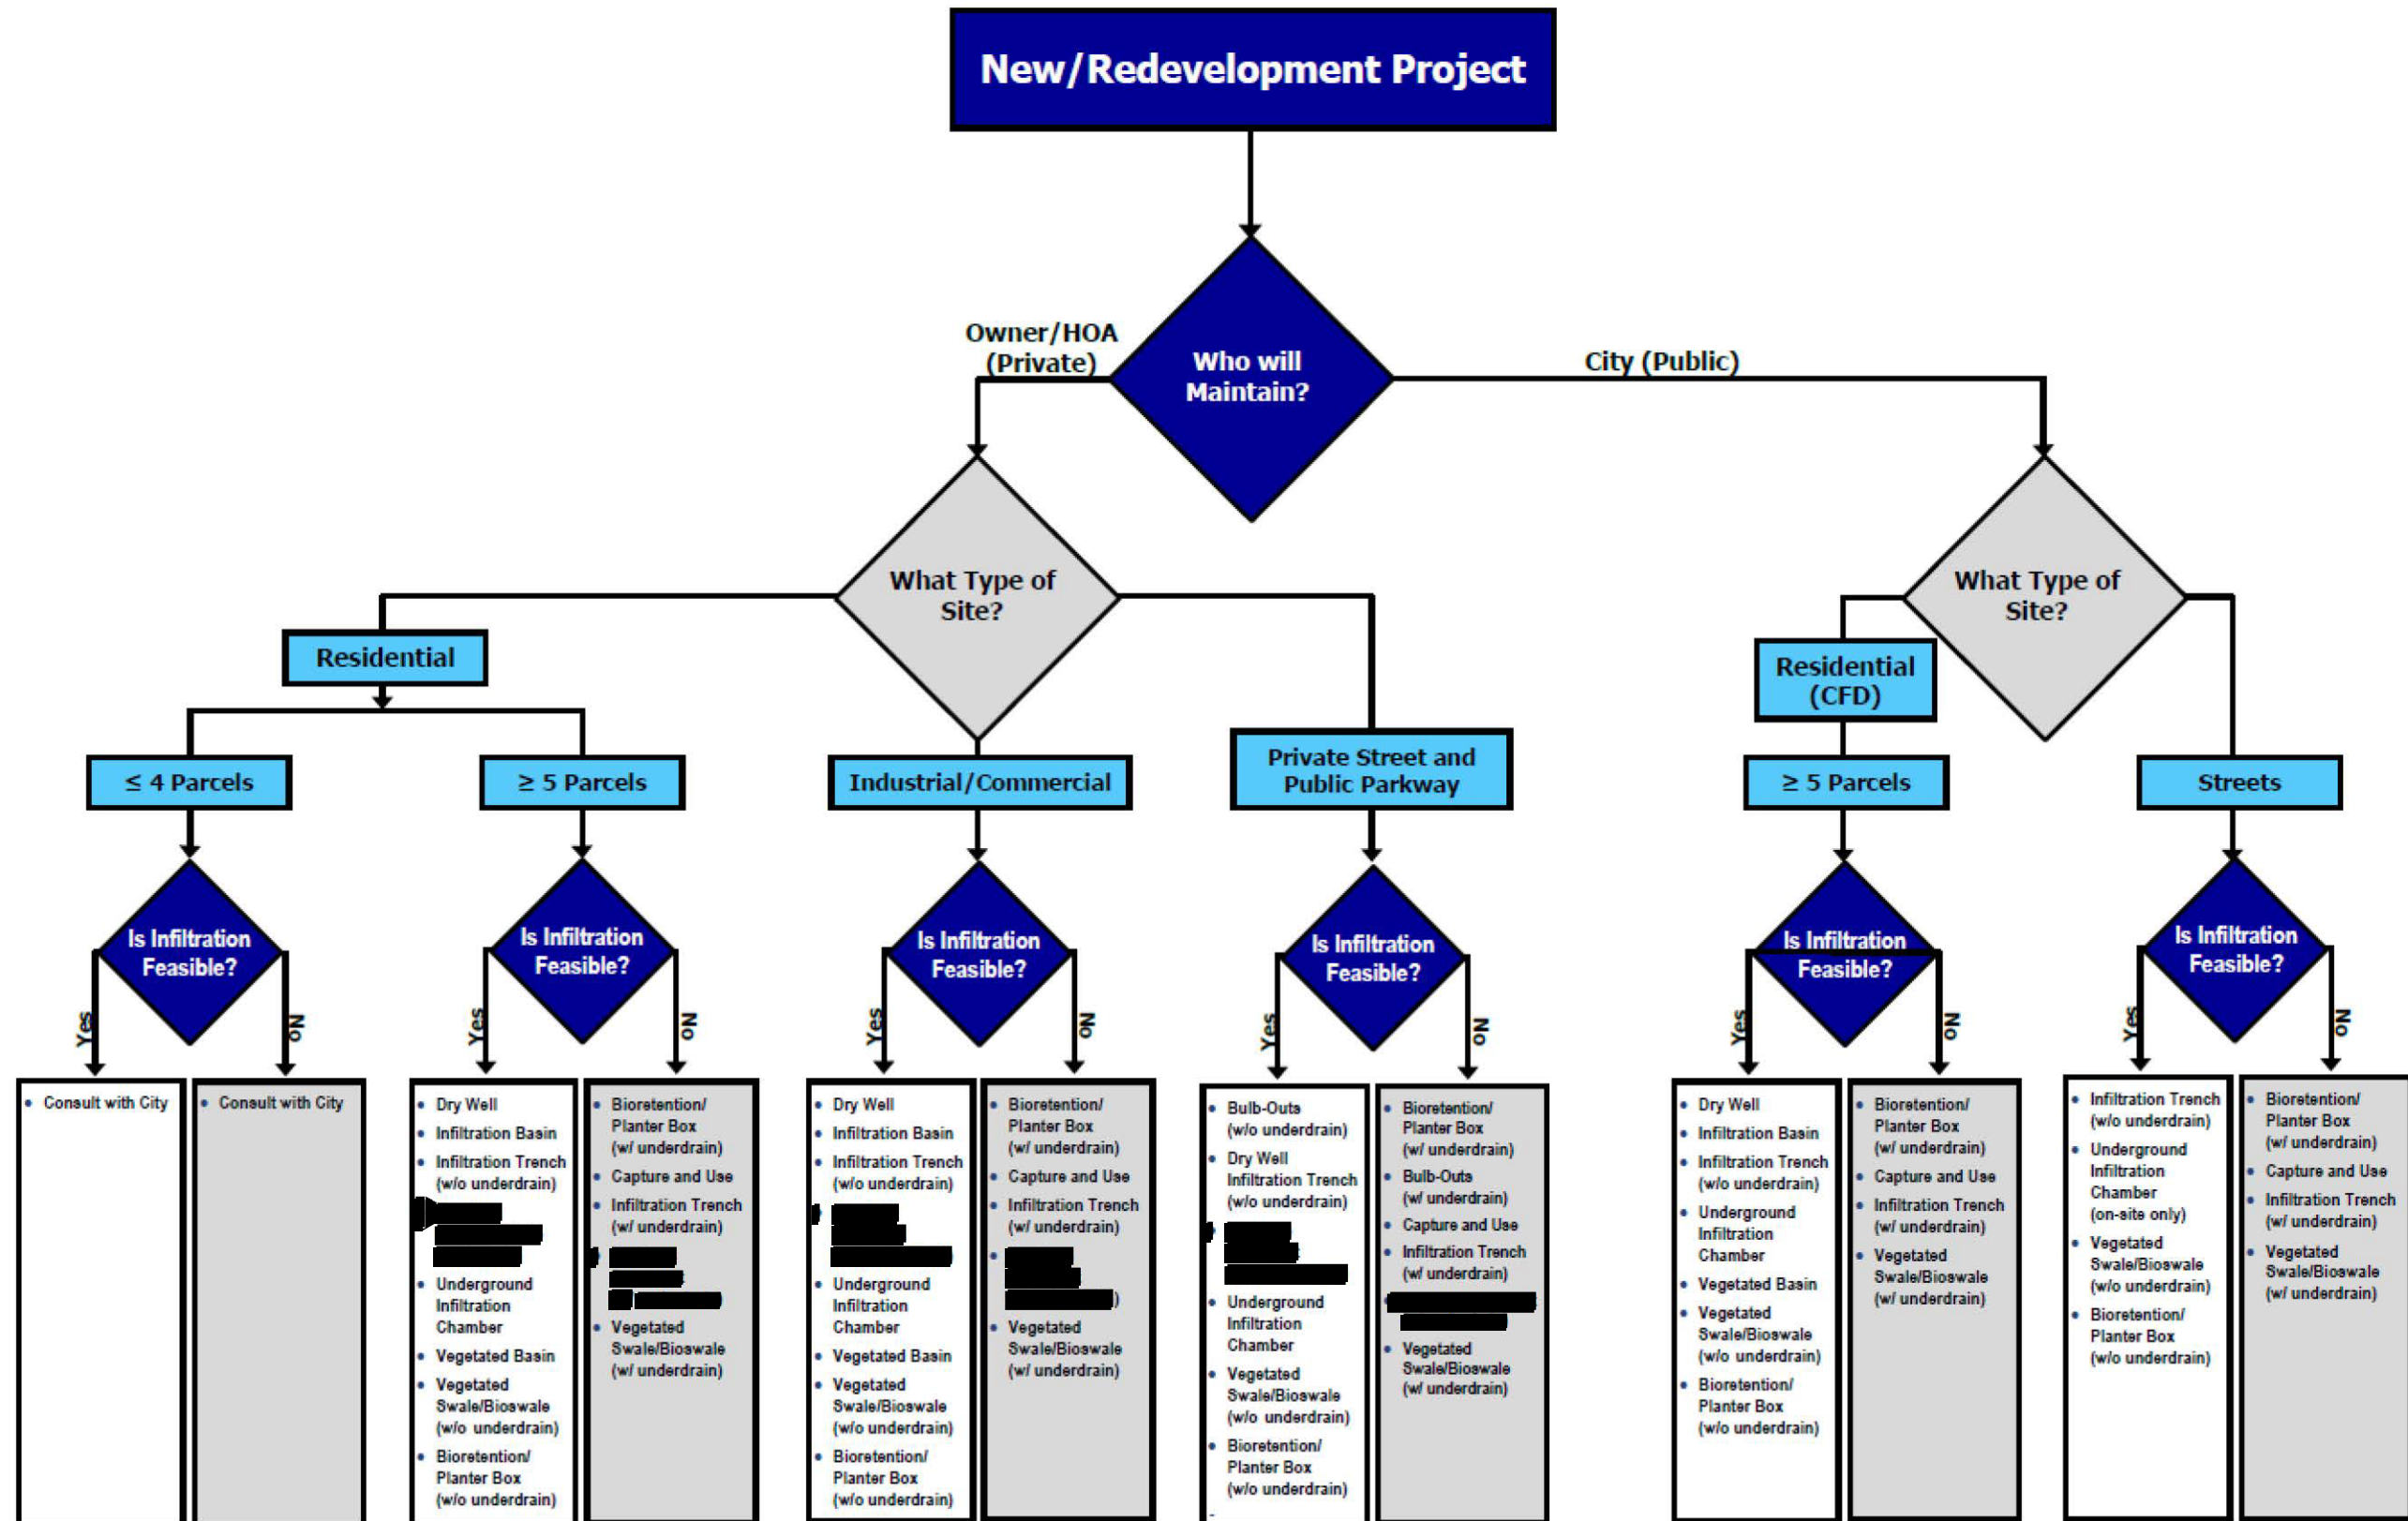 New/Redevelopment Project
Who will
Maintain?
Owner/HOA
(Private)
City (Public)
What Type of
Site?
What Type of
Site?
Residential
Residential
(CFD)
≤ 4 Parcels
≥ 5 Parcels
Industrial/Commercial
Private Street and
Public Parkway
≥ 5 Parcels
Streets
Is Infiltration
Feasible?
Is Infiltration
Feasible?
Is Infiltration
Feasible?
Is Infiltration
Feasible?
Is Infiltration
Feasible?
Is Infiltration
Feasible?
Yes
No
Yes
No
Yes
No
Yes
No
Yes
No
Yes
No
• Consult with City
• Consult with City
• Dry Well
• Infiltration Basin
• Infiltration Trench
(w/o underdrain)
• Underground
Infiltration
Chamber
• Vegetated Basin
• Vegetated
Swale/Bioswale
(w/o underdrain)
• Bioretention/
Planter Box
(w/o underdrain)
• Bioretention/
Planter Box
(w/ underdrain)
• Capture and Use
• Infiltration Trench
(w/ underdrain)
• Vegetated
Swale/Bioswale
(w/ underdrain)
• Dry Well
• Infiltration Basin
• Infiltration Trench
(w/o underdrain)
• Underground
Infiltration
Chamber
• Vegetated Basin
• Vegetated
Swale/Bioswale
(w/o underdrain)
• Bioretention/
Planter Box
(w/o underdrain)
• Bioretention/
Planter Box
(w/ underdrain)
• Capture and Use
• Infiltration Trench
(w/ underdrain)
• Vegetated
Swale/Bioswale
(w/ underdrain)
• Bulb-Outs
(w/o underdrain)
• Dry Well
Infiltration Trench
(w/o underdrain)
• Underground
Infiltration
Chamber
• Vegetated
Swale/Bioswale
(w/o underdrain)
• Bioretention/
Planter Box
(w/o underdrain)
• Bioretention/
Planter Box
(w/ underdrain)
• Bulb-Outs
(w/ underdrain)
• Capture and Use
• Infiltration Trench
(w/ underdrain)
• Vegetated
Swale/Bioswale
(w/ underdrain)
• Dry Well
• Infiltration Basin
• Infiltration Trench
(w/o underdrain)
• Underground
Infiltration
Chamber
• Vegetated Basin
• Vegetated
Swale/Bioswale
(w/o underdrain)
• Bioretention/
Planter Box
(w/o underdrain)
• Bioretention/
Planter Box
(w/ underdrain)
• Capture and Use
• Infiltration Trench
(w/ underdrain)
• Vegetated
Swale/Bioswale
(w/ underdrain)
• Infiltration Trench
(w/o underdrain)
• Underground
Infiltration
Chamber
(on-site only)
• Vegetated
Swale/Bioswale
(w/o underdrain)
• Bioretention/
Planter Box
(w/o underdrain)
• Bioretention/
Planter Box
(w/ underdrain)
• Capture and Use
• Infiltration Trench
(w/ underdrain)
• Vegetated
Swale/Bioswale
(w/ underdrain)